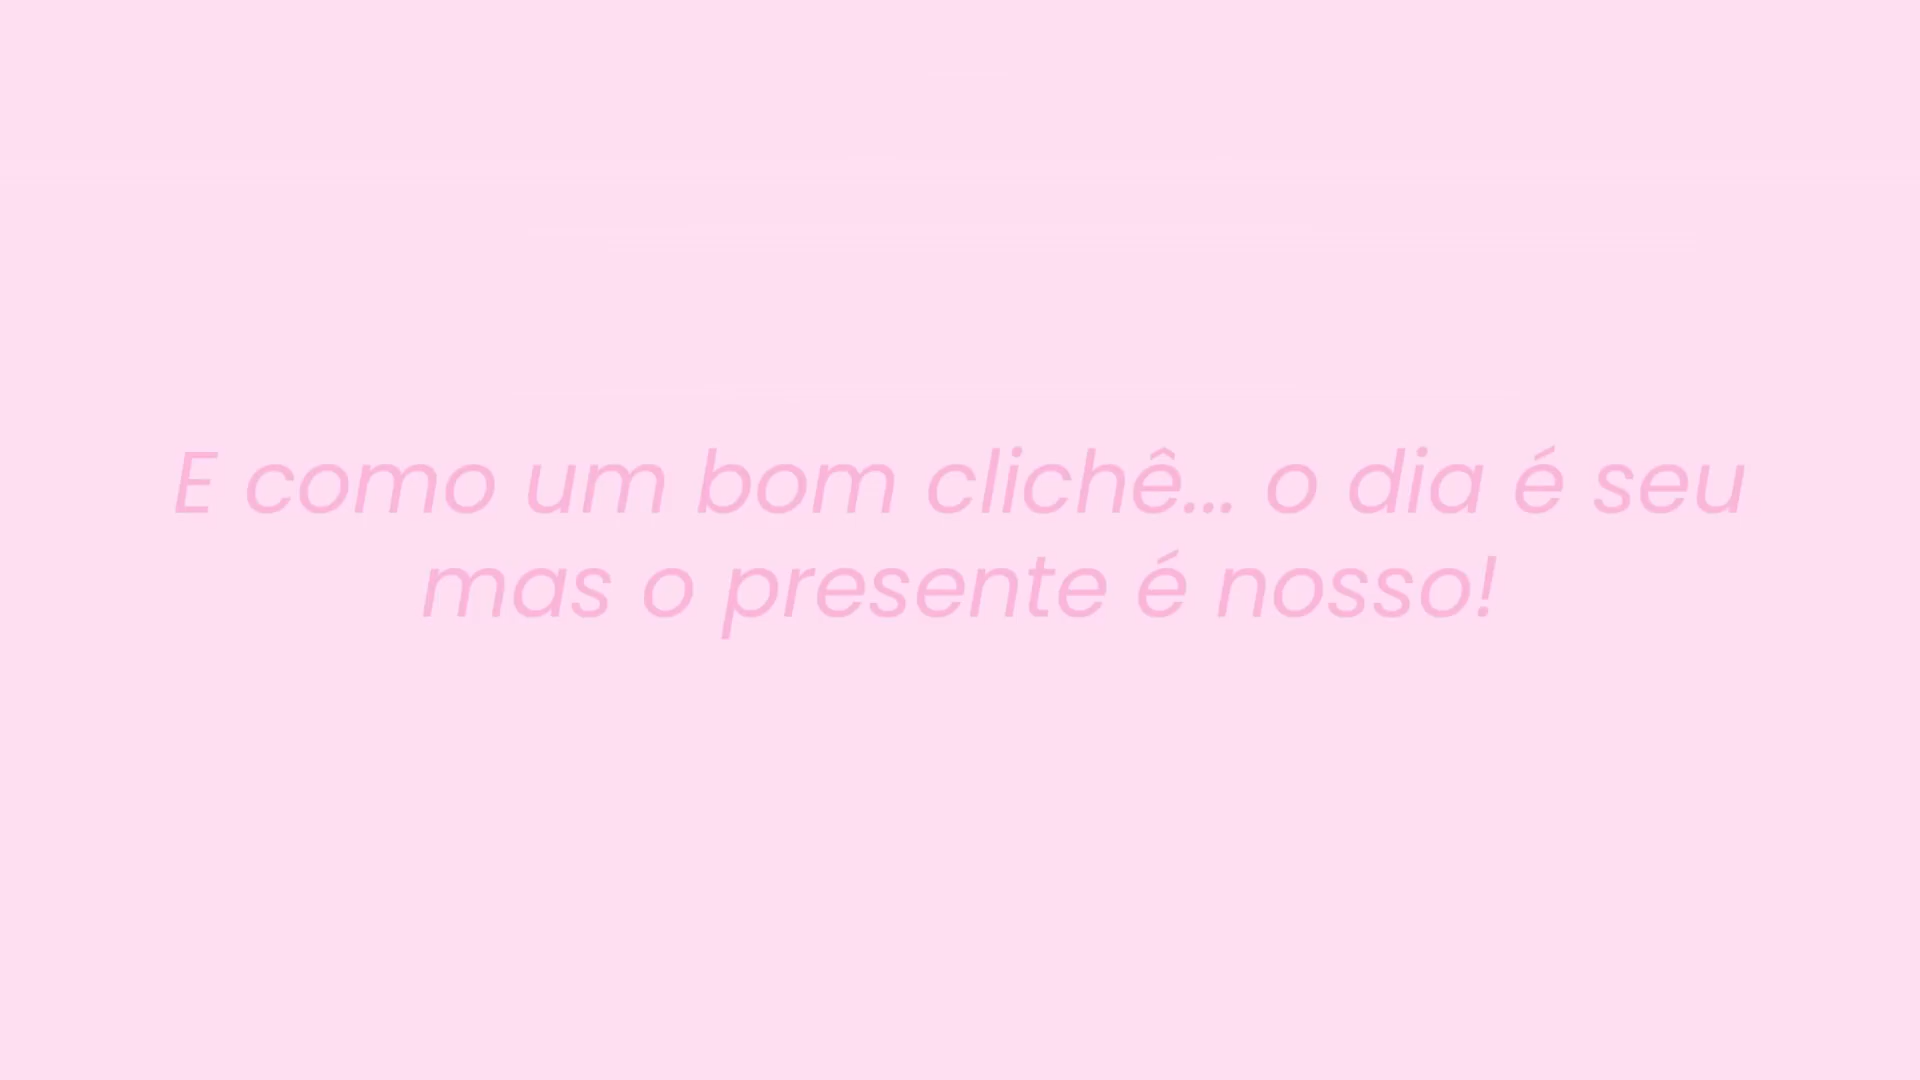 E como um bom clichê... o dia é seu
mas o presente é nosso!